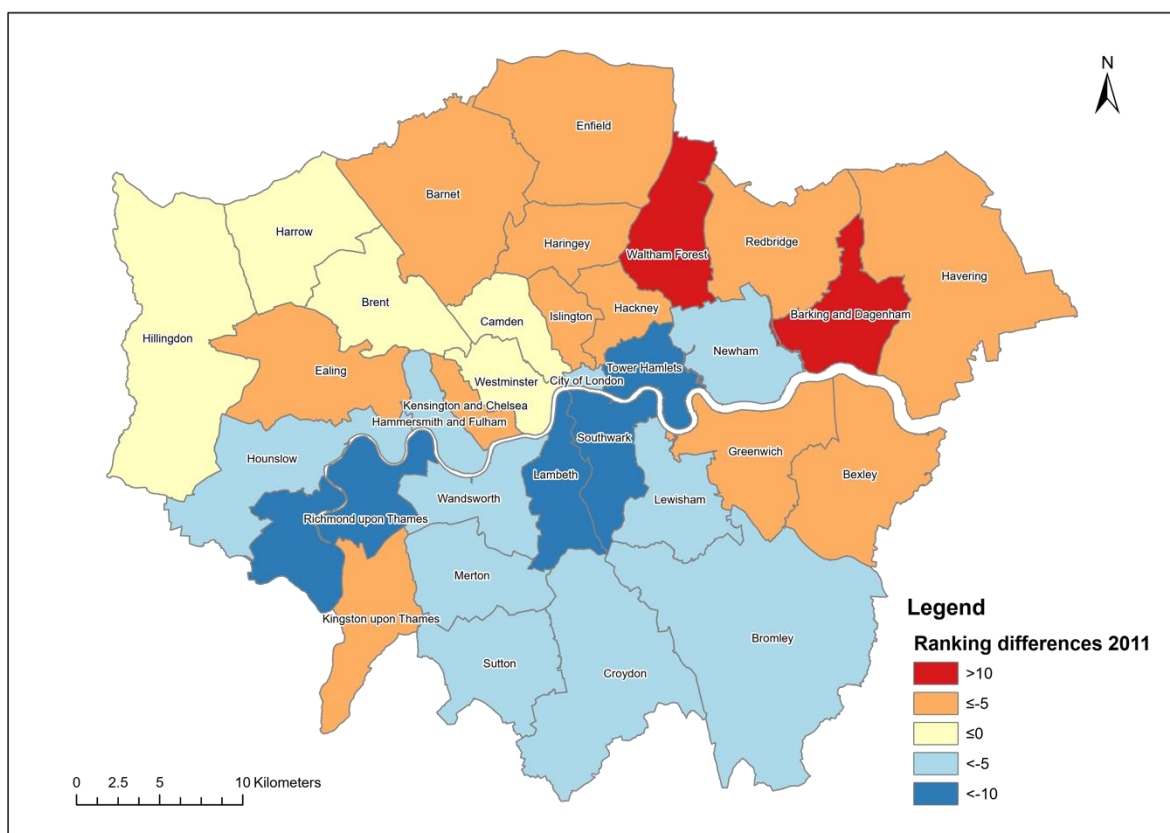 N
Enfield
Barnet
Harrow
Haringey
Waltham Forest
Redbridge
Havering
Brent
Hackney
Camden
Islington
Barking and Dagenham
Hillingdon
Newham
Ealing
Tower Hamlets
Westminster
City of London
Kensington and Chelsea
Hammersmith and Fulham
Southwark
Greenwich
Hounslow
Lambeth
Bexley
Wandsworth
Lewisham
Richmond upon Thames
Merton
Kingston upon Thames
Bromley
Sutton
Croydon
Legend
Ranking differences 2011
>10
≤-5
≤0
<-5
<-10
0 2.5 5 10 Kilometers